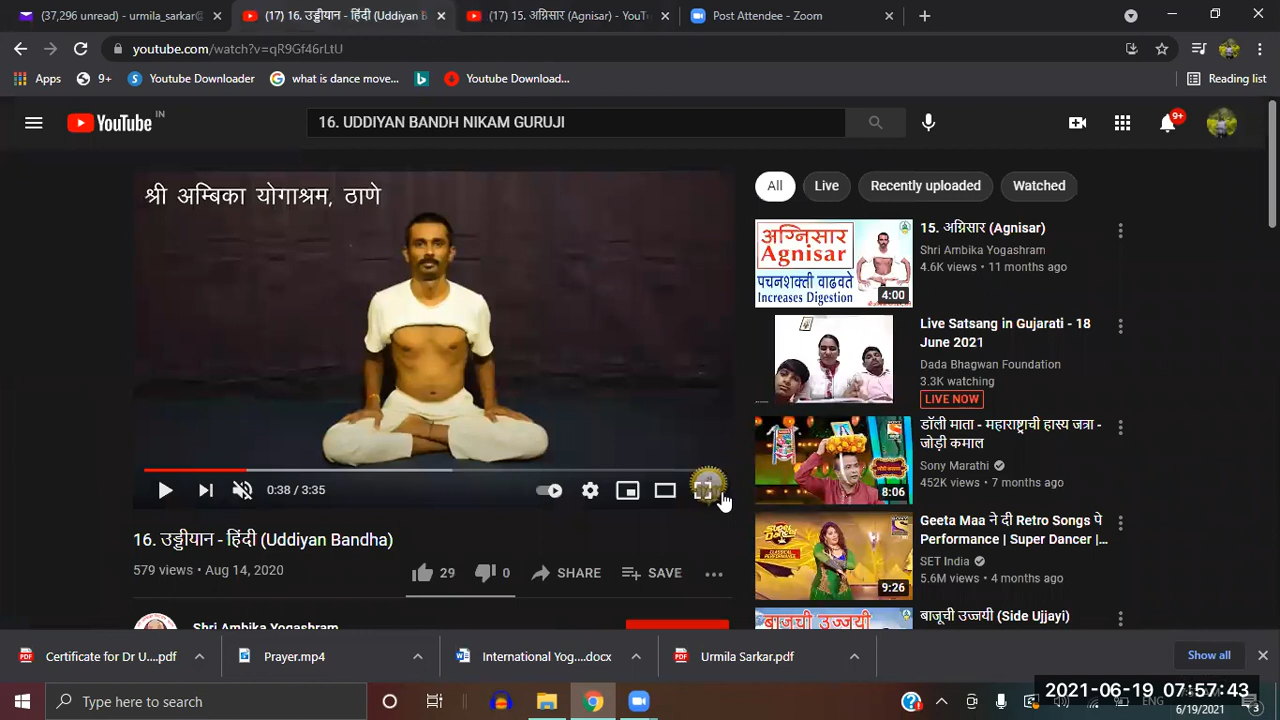 (37,296 unread) - urmila_sarkar@
(17) 16. उड्डीयान - हिंदी (Uddiyan B
(17) 15. अग्निसार (Agnisar) - YouT
Post Attendee - Zoom
youtube.com/watch?v=qR9Gf46rLtU
Apps
9+
Youtube Downloader
what is dance move...
Youtube Download...
Reading list
YouTube IN
16. UDDIYAN BANDH NIKAM GURUJI
9+
श्री अम्बिका योगाश्रम, ठाणे
All
Live
Recently uploaded
Watched
अग्निसार
Agnisar
पचनशक्ती वाढवते
Increases Digestion
4:00
15. अग्निसार (Agnisar)
Shri Ambika Yogashram
4.6K views • 11 months ago
Live Satsang in Gujarati - 18
June 2021
Dada Bhagwan Foundation
3.3K watching
LIVE NOW
8:06
डॉली माता - महाराष्ट्राची हास्य जत्रा -
जोड़ी कमाल
Sony Marathi
452K views • 7 months ago
9:26
Geeta Maa ने दी Retro Songs पे
Performance | Super Dancer |...
SET India
5.6M views • 4 months ago
बाजूची उज्जयी
बाजूची उज्जयी (Side Ujjayi)
0:38 / 3:35
16. उड्डीयान - हिंदी (Uddiyan Bandha)
579 views • Aug 14, 2020
29
0
SHARE
SAVE
Shri Ambika Yogashram
Certificate for Dr U....pdf
Prayer.mp4
International Yog....docx
Urmila Sarkar.pdf
Show all
Type here to search
ENG
2021-06-19 07:57:43
6/19/2021
3